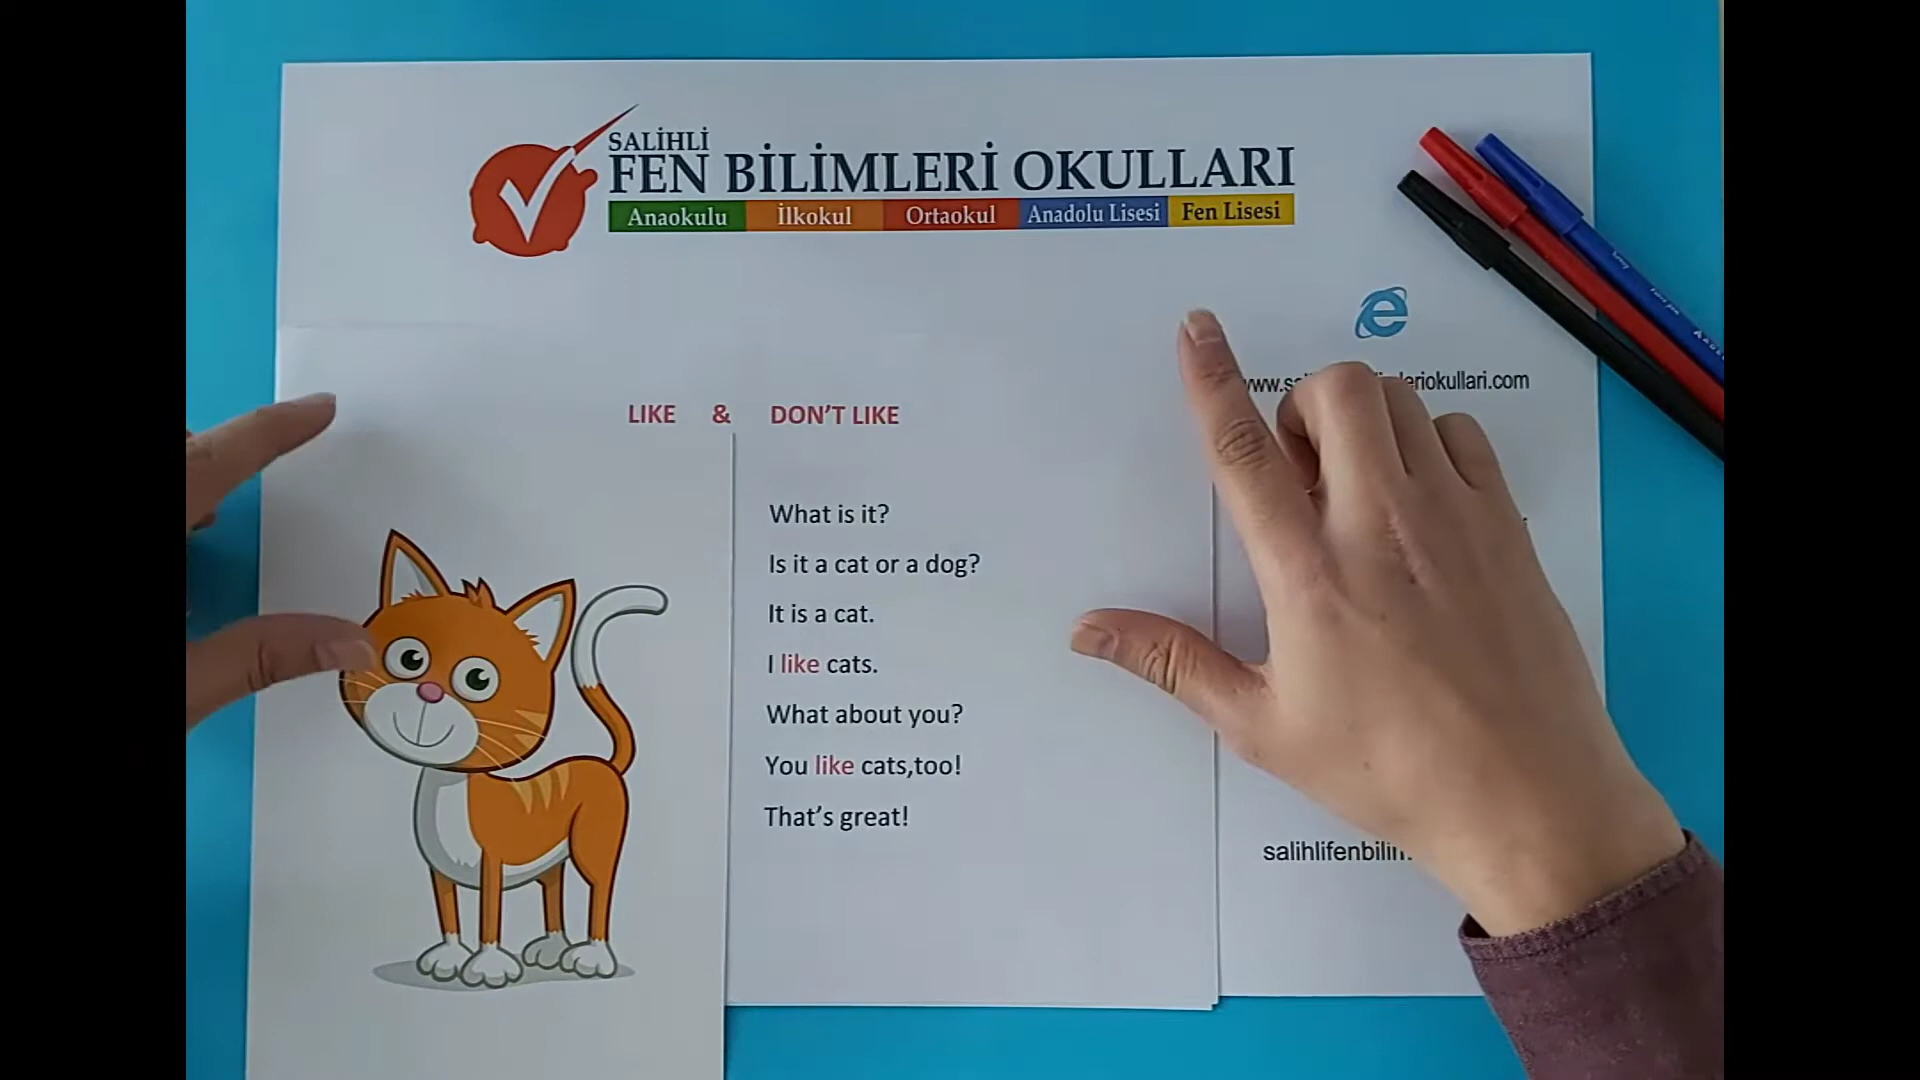 SALİHLİ
FEN BİLİMLERİ OKULLARI
Anaokulu İlkokul Ortaokul Anadolu Lisesi Fen Lisesi
LIKE & DON'T LIKE
What is it?
Is it a cat or a dog?
It is a cat.
I like cats.
What about you?
You like cats,too!
That's great!